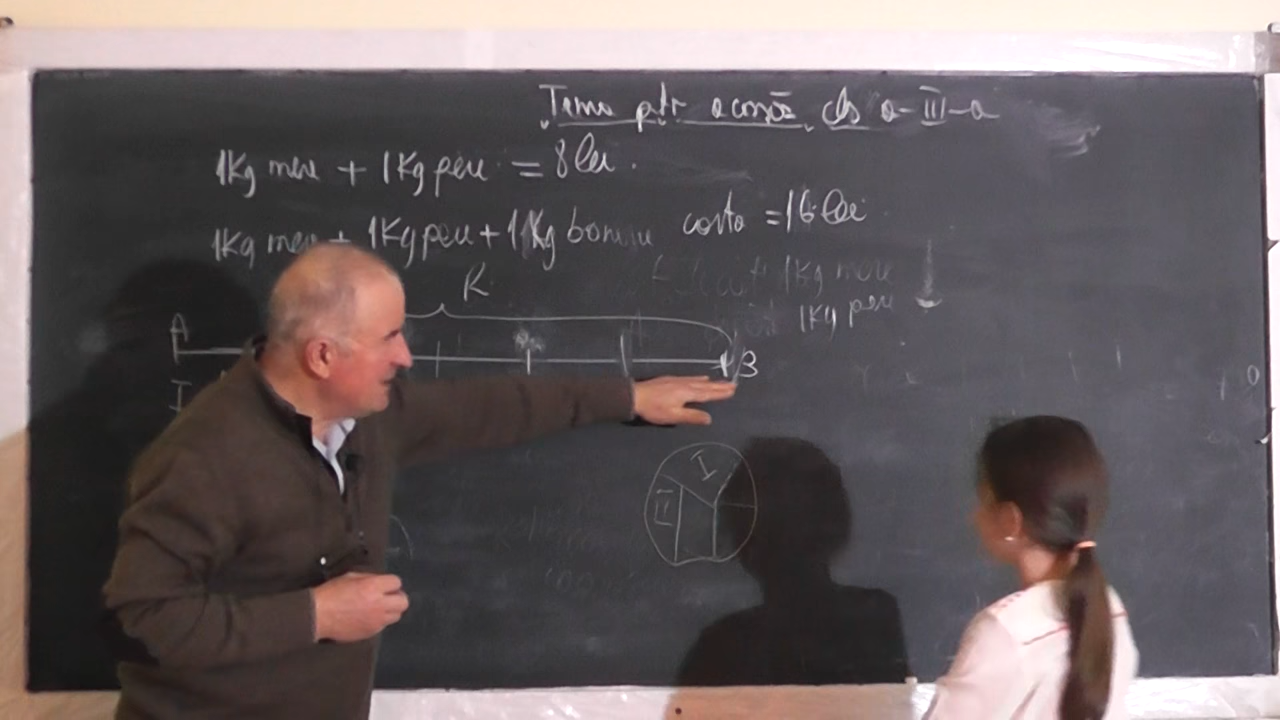 Tema ptr acasă cls a-III-a
1Kg mere + 1Kg pere = 8 lei.
1Kg mere + 1Kg pere + 1Kg banane costa = 16 lei
1Kg mere
R
1Kg pere
A
B
I
I
II